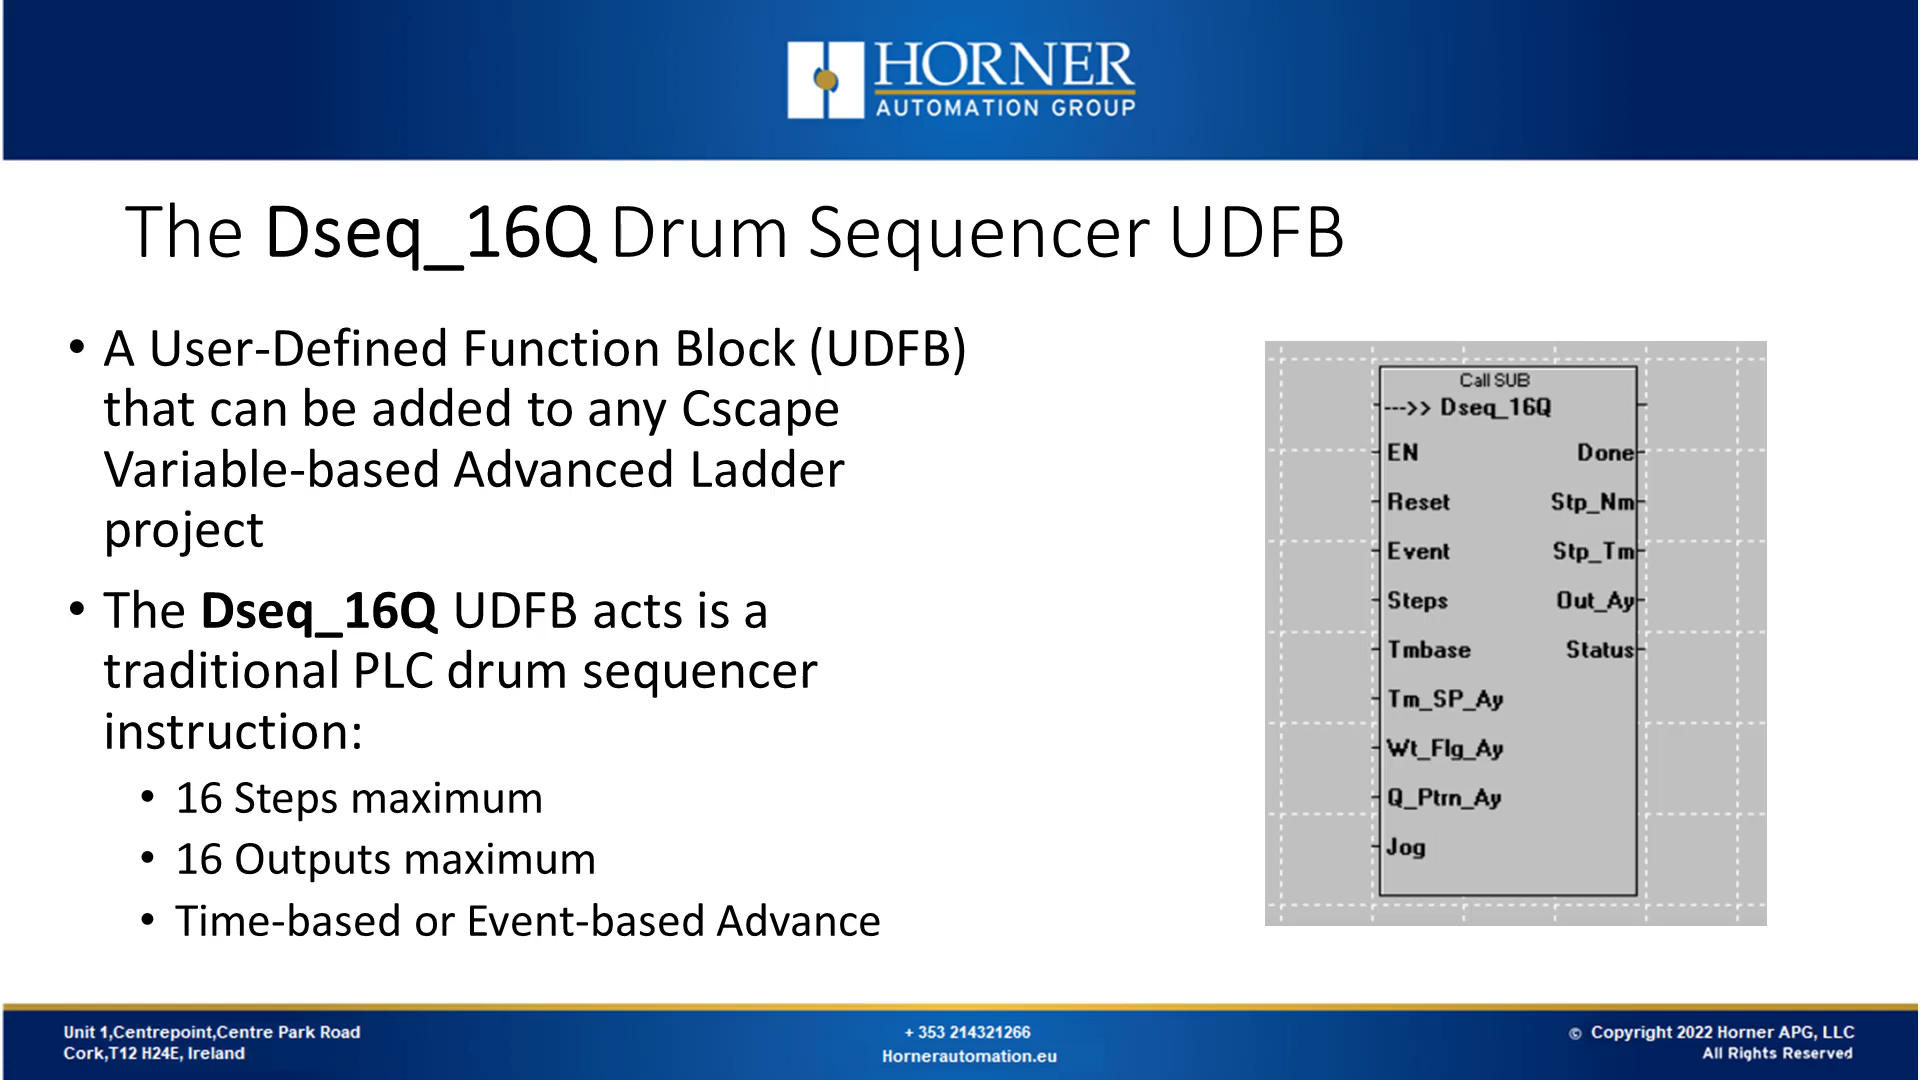 HORNER
AUTOMATION GROUP
The Dseq_16Q Drum Sequencer UDFB
• A User-Defined Function Block (UDFB)
that can be added to any Cscape
Variable-based Advanced Ladder
project
• The Dseq_16Q UDFB acts is a
traditional PLC drum sequencer
instruction:
• 16 Steps maximum
• 16 Outputs maximum
• Time-based or Event-based Advance
Call SUB
--->> Dseq_16Q
EN Done
Reset Stp_Nm
Event Stp_Tm
Steps Out_Ay
Tmbase Status
Tm_SP_Ay
Wt_Flg_Ay
Q_Ptrn_Ay
Jog
Unit 1,Centrepoint,Centre Park Road
Cork,T12 H24E, Ireland
+ 353 214321266
Hornerautomation.eu
© Copyright 2022 Horner APG, LLC
All Rights Reserved